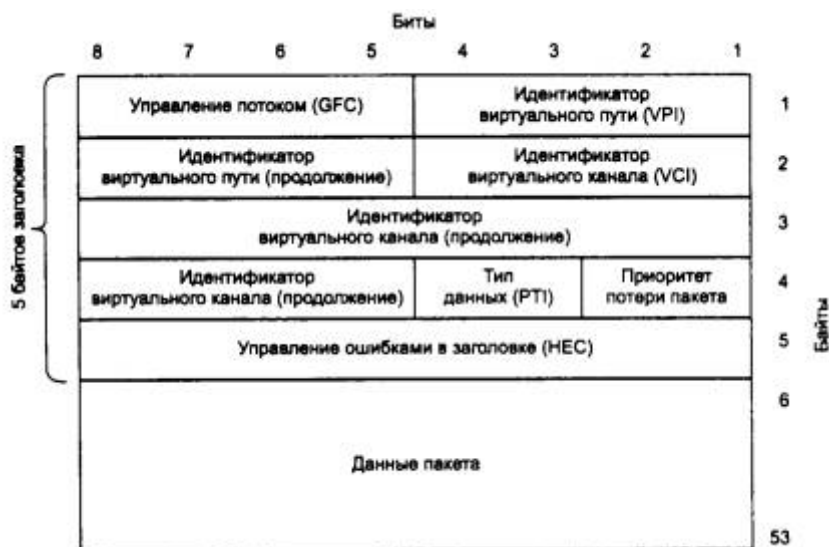 Биты
8 7 6 5 4 3 2 1
5 байтов заголовка
Управление потоком (GFC)
Идентификатор
виртуального пути (VPI)
1
Идентификатор
виртуального пути (продолжение)
Идентификатор
виртуального канала (VCI)
2
Идентификатор
виртуального канала (продолжение)
3
Идентификатор
виртуального канала (продолжение)
Тип
данных (PTI)
Приоритет
потери пакета
4
Управление ошибками в заголовке (HEC)
5
Байты
6
Данные пакета
53